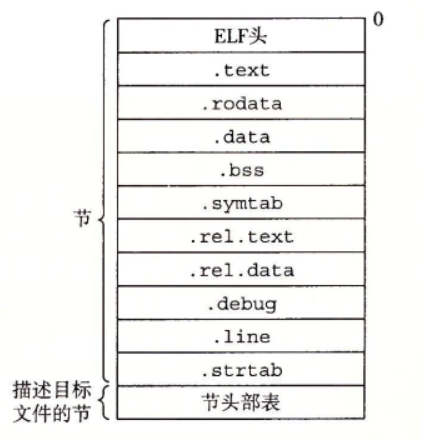 0
ELF头
.text
.rodata
.data
.bss
.symtab
节
.rel.text
.rel.data
.debug
.line
.strtab
描述目标
文件的节
节头部表